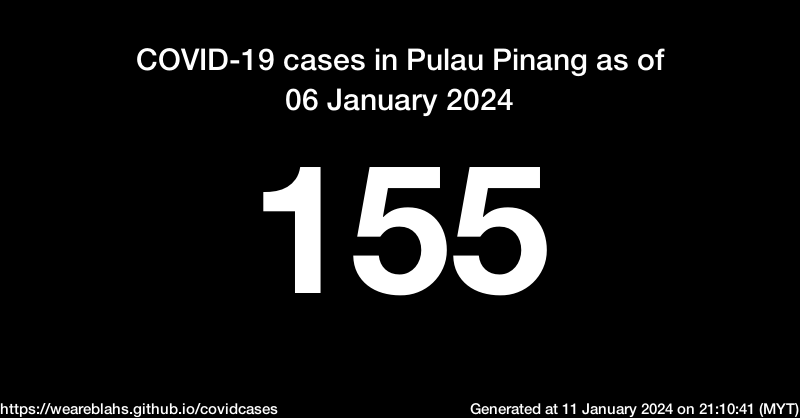 COVID-19 cases in Pulau Pinang as of
06 January 2024
155
https://weareblahs.github.io/covidcases
Generated at 11 January 2024 on 21:10:41 (MYT)